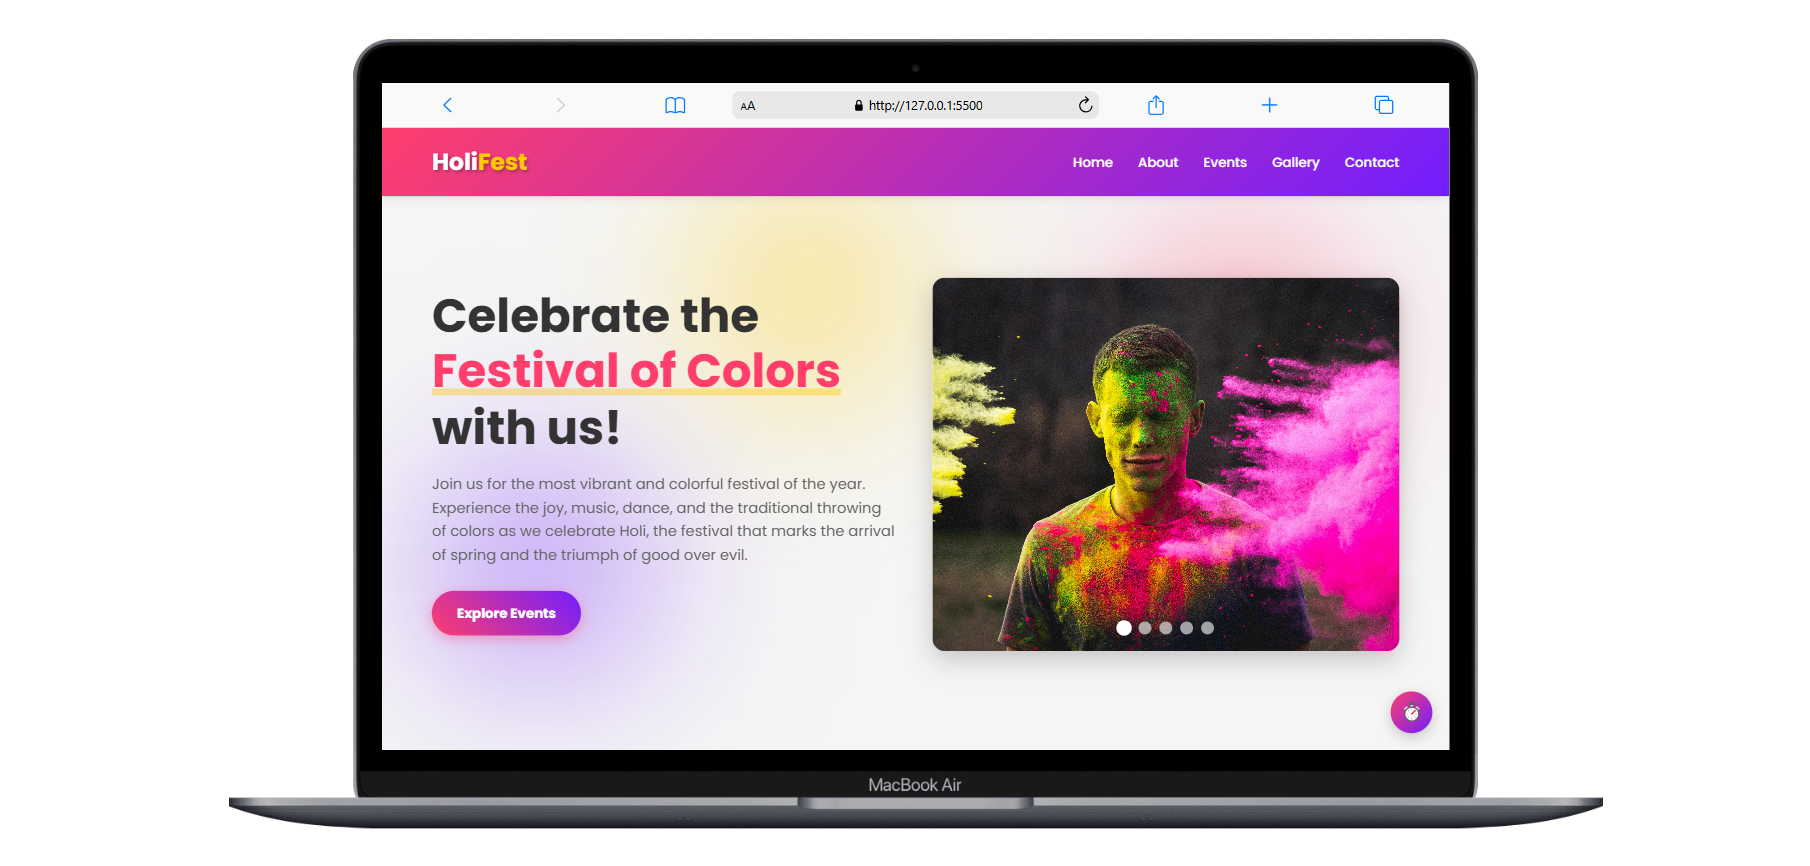 AA http://127.0.0.1:5500
HoliFest Home About Events Gallery Contact
Celebrate the
Festival of Colors
with us!
Join us for the most vibrant and colorful festival of the year.
Experience the joy, music, dance, and the traditional throwing
of colors as we celebrate Holi, the festival that marks the arrival
of spring and the triumph of good over evil.
Explore Events
MacBook Air